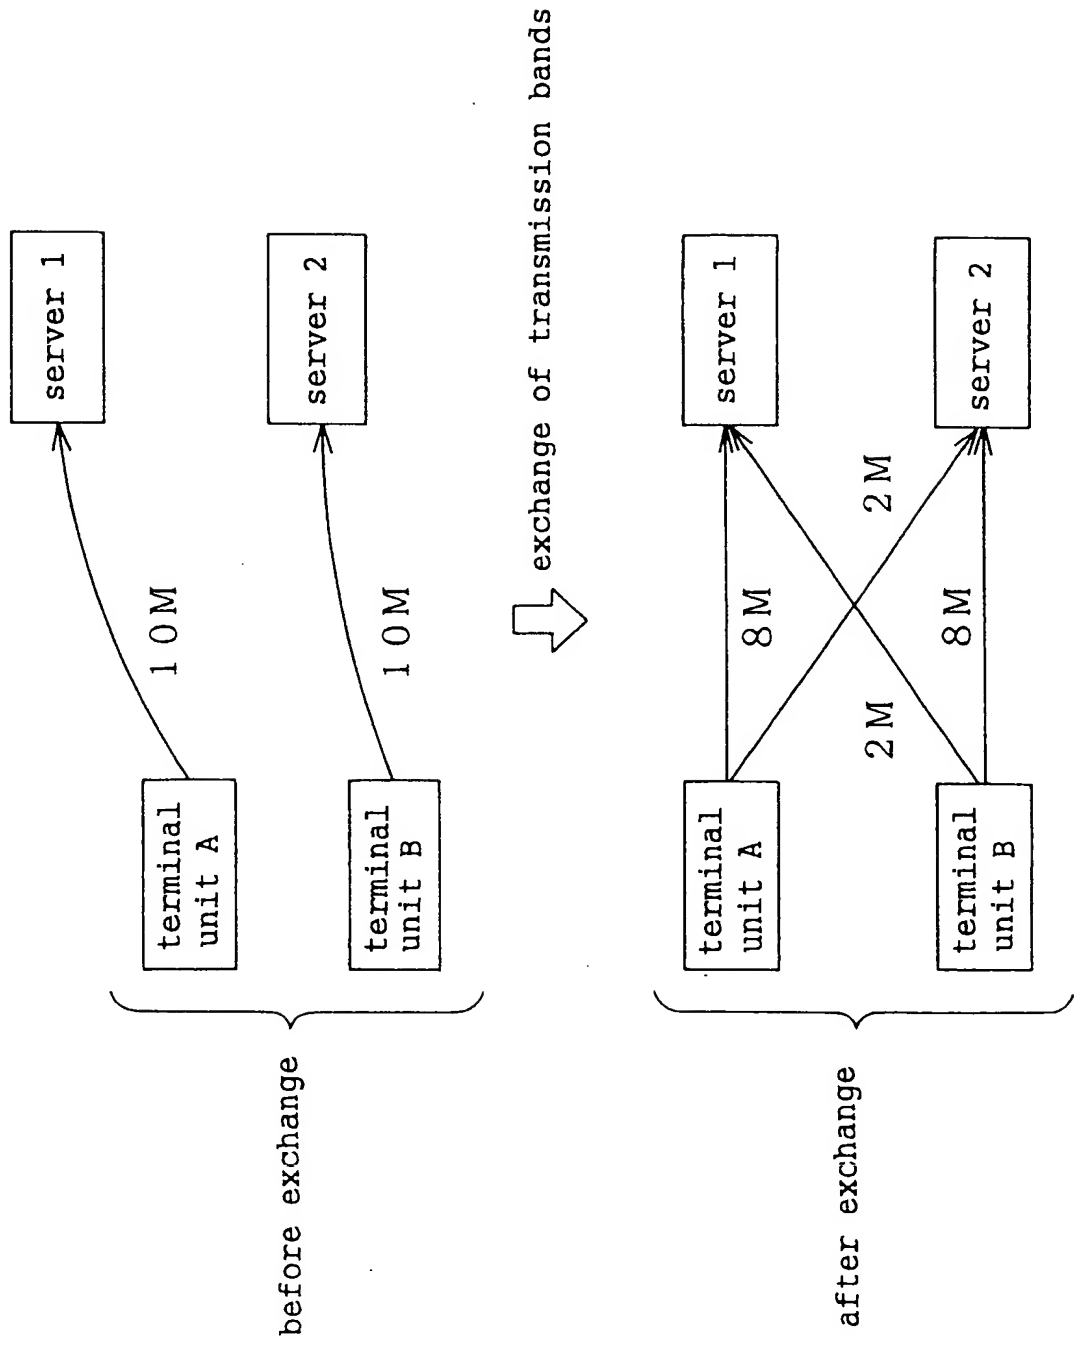 before exchange
terminal
unit A
10M
server 1
terminal
unit B
10M
server 2
exchange of transmission bands
after exchange
terminal
unit A
8M
server 1
2M
2M
terminal
unit B
8M
server 2